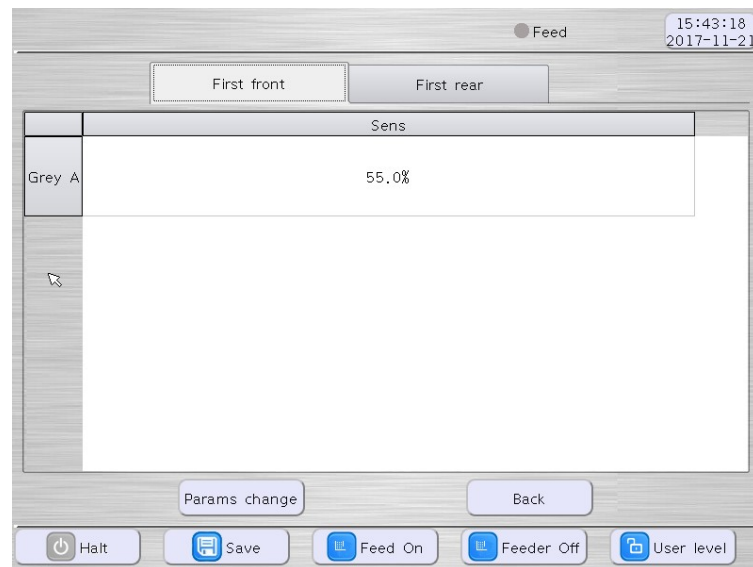 Feed
15:43:18
2017-11-21
First front
First rear
Sens
Grey A
55.0%
Params change
Back
Halt
Save
Feed On
Feeder Off
User level